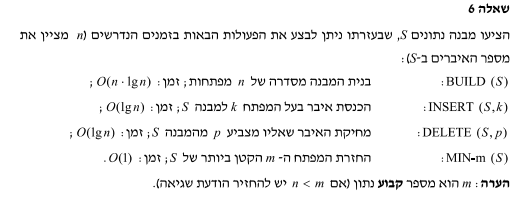 שאלה 6
הציעו מבנה נתונים S, שבעזרתו ניתן לבצע את הפעולות הבאות בזמנים הנדרשים (n מציין את
מספר האיברים ב-S):
BUILD (S): בנית המבנה מסדרה של n מפתחות; זמן: O(n · lg n);
INSERT (S,k): הכנסת איבר בעל המפתח k למבנה S; זמן: O(lg n);
DELETE (S,p): מחיקת האיבר שאליו מצביע p מהמבנה S; זמן: O(lg n);
MIN-m (S): החזרת המפתח ה- m הקטן ביותר של S; זמן: O(1).
הערה: m הוא מספר קבוע נתון (אם n < m יש להחזיר הודעת שגיאה).